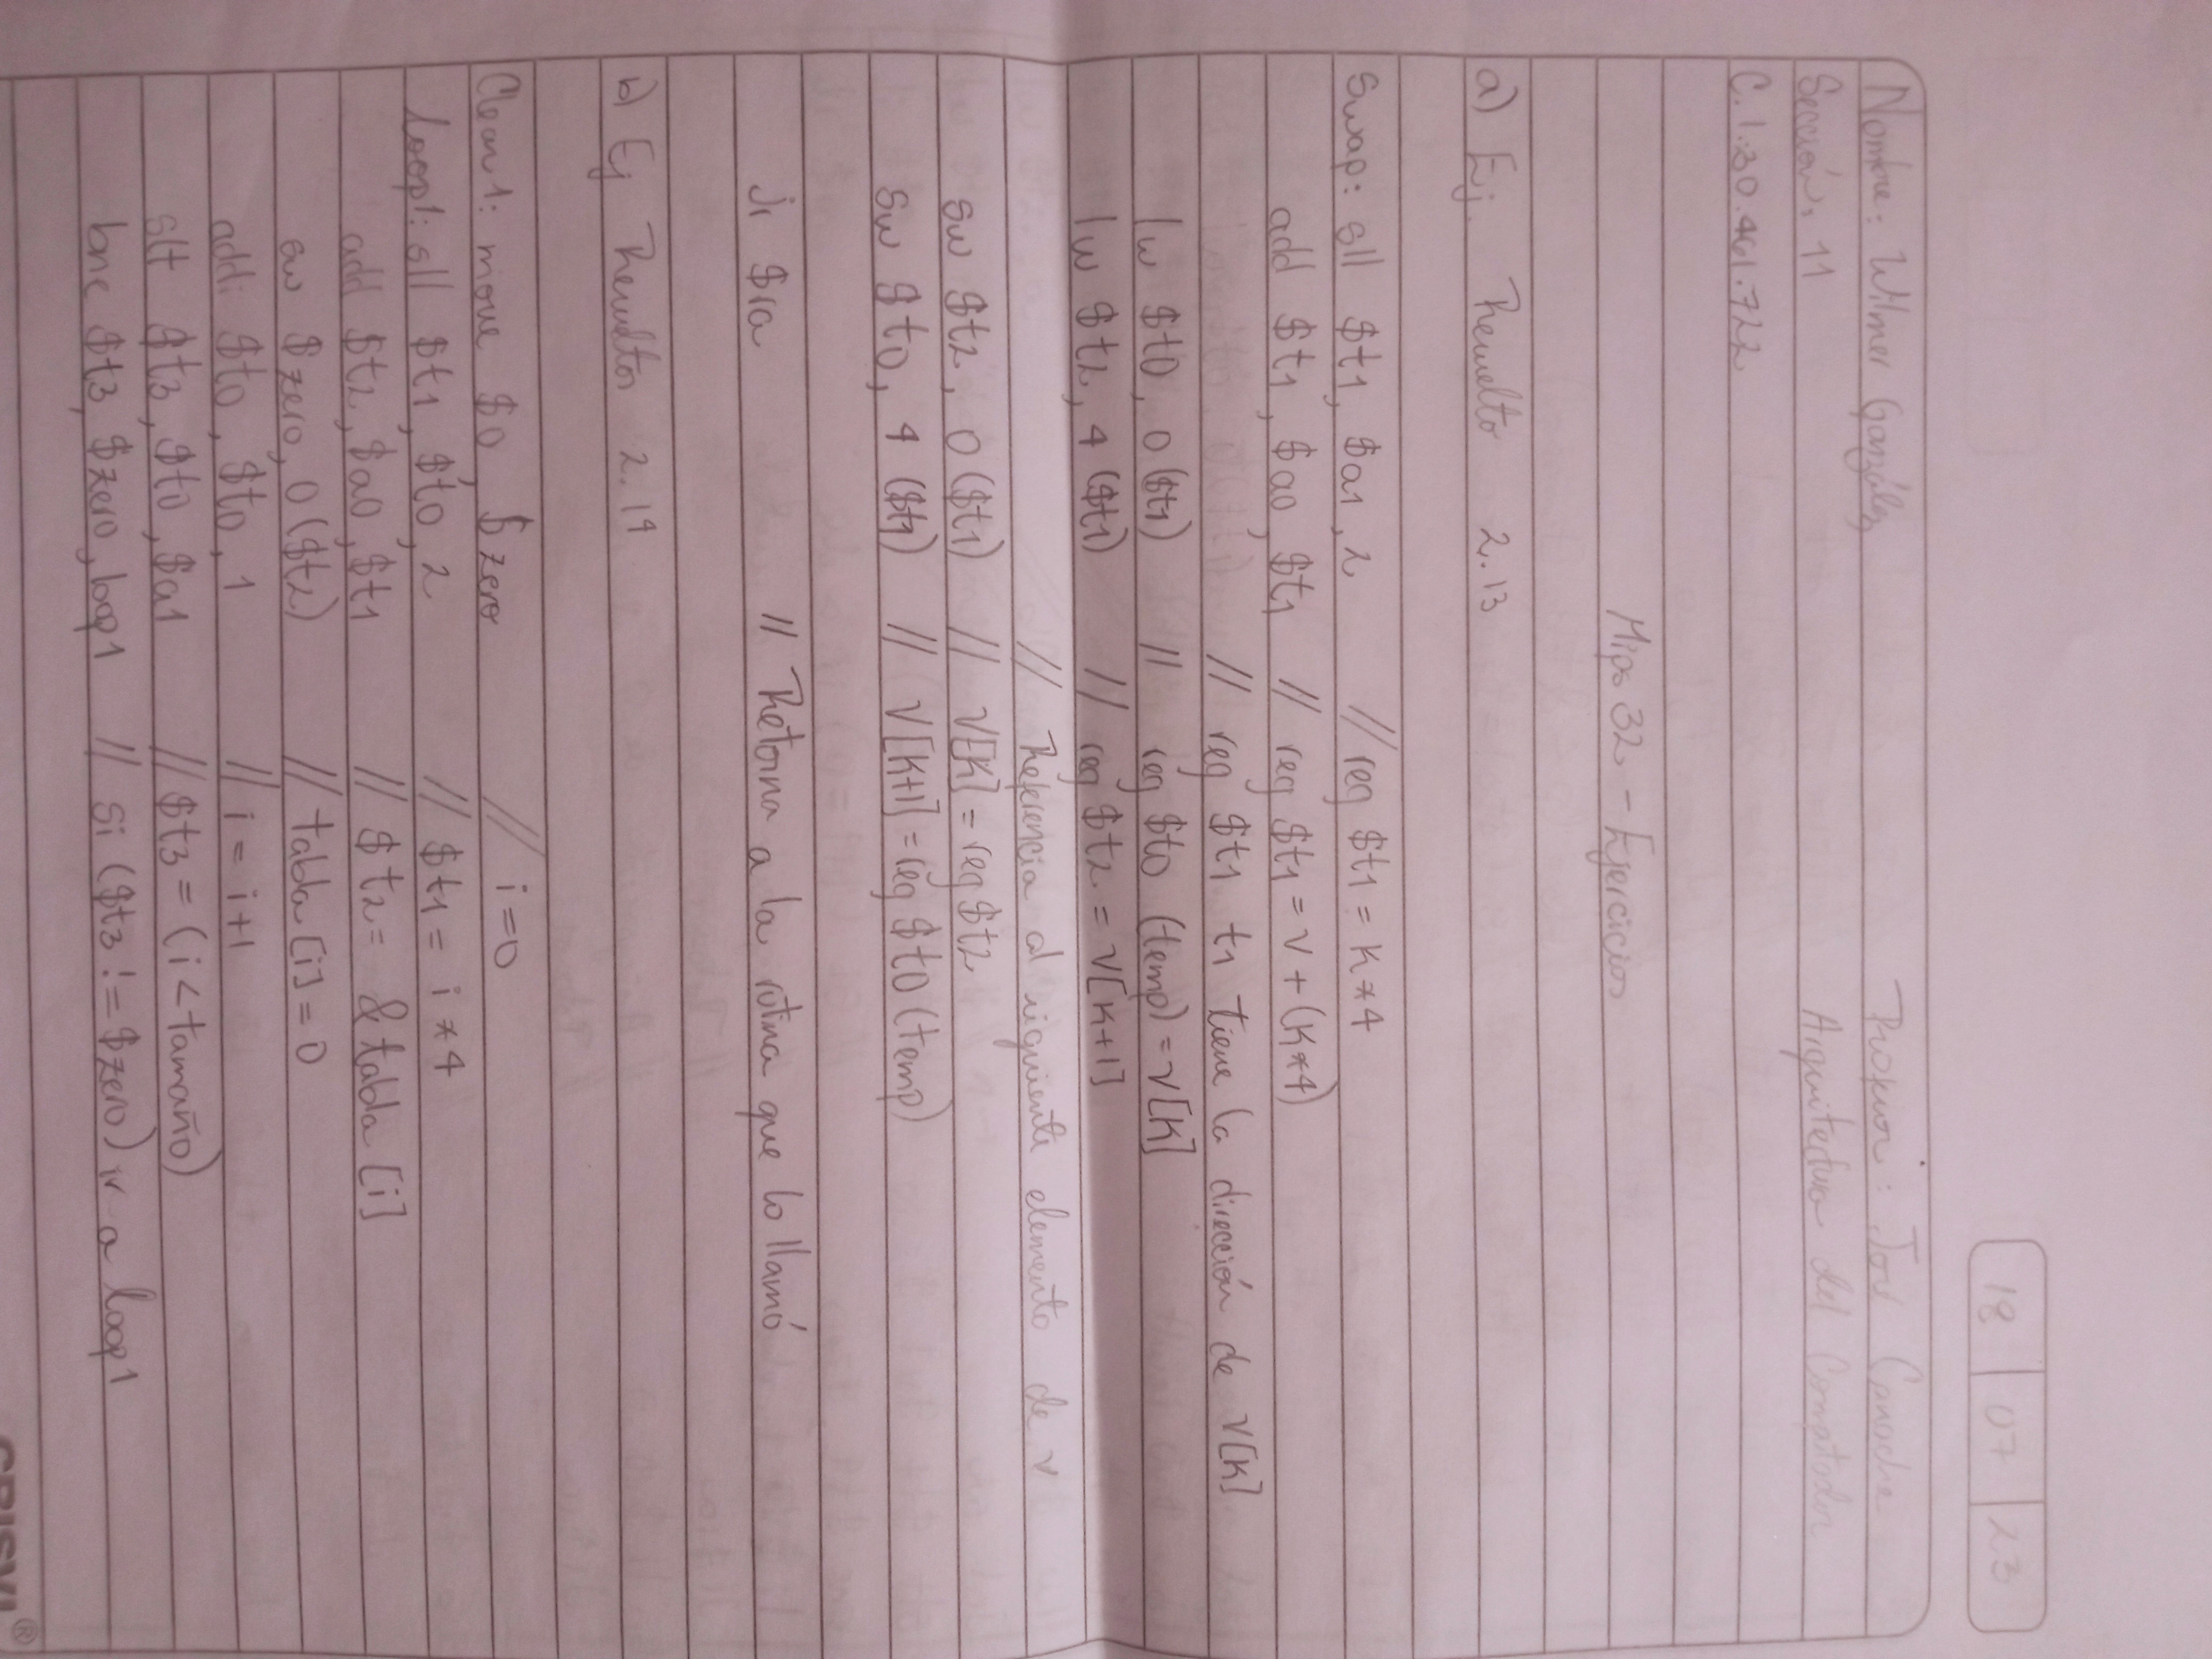 18 07 23
Nombre: Wilmer González Profesor: José Canache
Sección: 11 Arquitectura del Computador
C.I.:30.461.722
Mips 32 - Ejercicios
a) Ej. Resuelto 2.13
Swap: sll $t1, $a1, 2 // reg $t1 = K*4
add $t1, $a0, $t1 // reg $t1 = V + (K*4)
// reg $t1 t1 tiene la dirección de V[K]
lw $t0, 0($t1) // reg $t0 (temp) = V[K]
lw $t2, 4($t1) // reg $t2 = V[K+1]
// Referencia al siguiente elemento de v
sw $t2, 0($t1) // V[K] = reg $t2
sw $t0, 4($t1) // V[K+1] = reg $t0 (temp)
jr $ra // Retorna a la rutina que lo llamó
b) Ej Resueltos 2.14
Clear1: move $0, $zero // i=0
loop1: sll $t1, $t0, 2 // $t1 = i*4
add $t2, $a0, $t1 // $t2 = &tabla [i]
sw $zero, 0($t2) // tabla [i] = 0
addi $t0, $t0, 1 // i = i+1
slt $t3, $t0, $a1 // $t3 = (i < tamaño)
bne $t3, $zero, loop1 // Si ($t3 != $zero) ir a loop1
CRISVI®